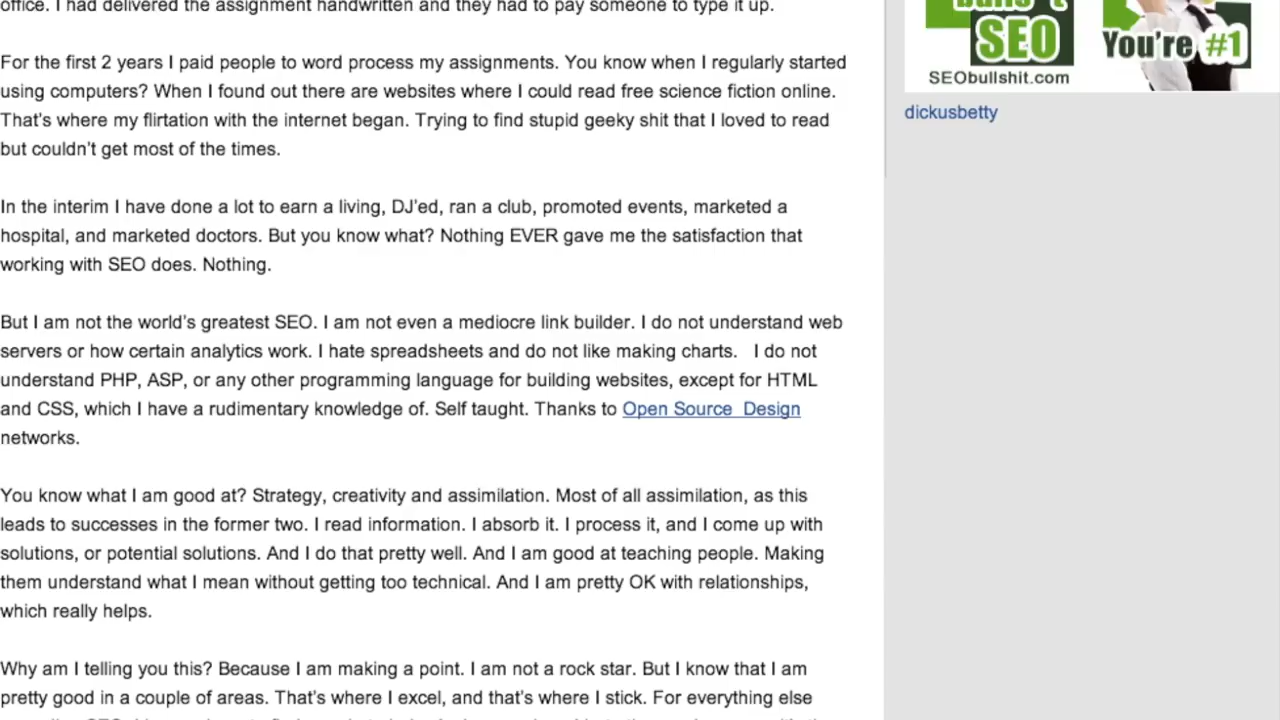 office. I had delivered the assignment handwritten and they had to pay someone to type it up.
For the first 2 years I paid people to word process my assignments. You know when I regularly started
using computers? When I found out there are websites where I could read free science fiction online.
That's where my flirtation with the internet began. Trying to find stupid geeky shit that I loved to read
but couldn't get most of the times.
In the interim I have done a lot to earn a living, DJ'ed, ran a club, promoted events, marketed a
hospital, and marketed doctors. But you know what? Nothing EVER gave me the satisfaction that
working with SEO does. Nothing.
But I am not the world's greatest SEO. I am not even a mediocre link builder. I do not understand web
servers or how certain analytics work. I hate spreadsheets and do not like making charts.   I do not
understand PHP, ASP, or any other programming language for building websites, except for HTML
and CSS, which I have a rudimentary knowledge of. Self taught. Thanks to Open Source  Design
networks.
You know what I am good at? Strategy, creativity and assimilation. Most of all assimilation, as this
leads to successes in the former two. I read information. I absorb it. I process it, and I come up with
solutions, or potential solutions. And I do that pretty well. And I am good at teaching people. Making
them understand what I mean without getting too technical. And I am pretty OK with relationships,
which really helps.
Why am I telling you this? Because I am making a point. I am not a rock star. But I know that I am
pretty good in a couple of areas. That's where I excel, and that's where I stick. For everything else
SEO
SEObullshit.com
You're #1
dickusbetty